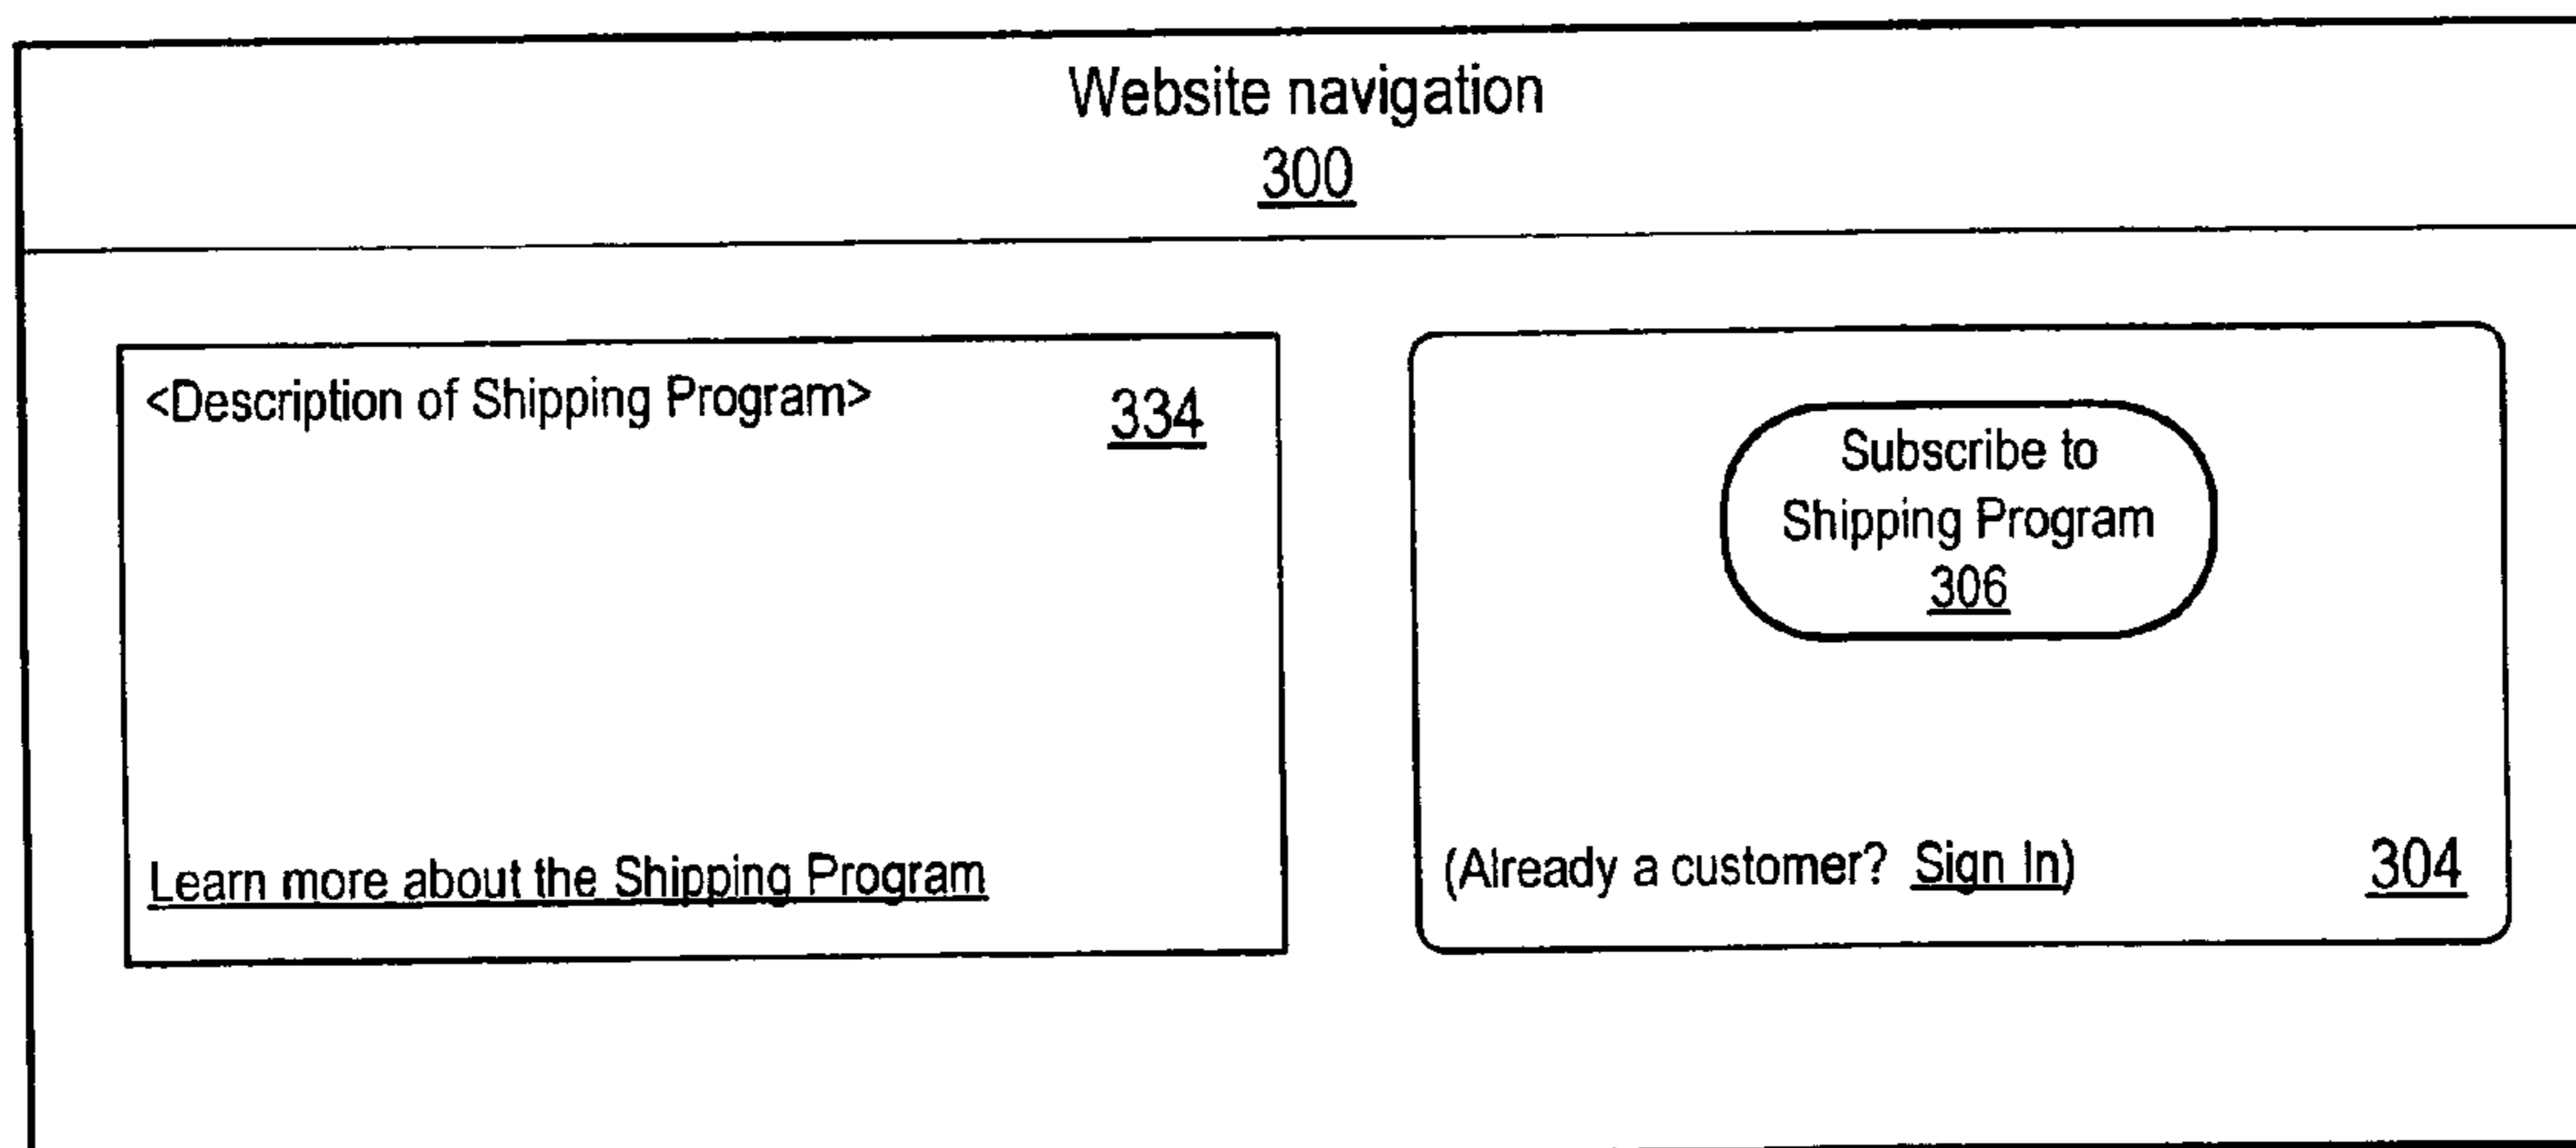 Website navigation
300
<Description of Shipping Program>
334
Learn more about the Shipping Program
Subscribe to
Shipping Program
306
(Already a customer? Sign In)
304